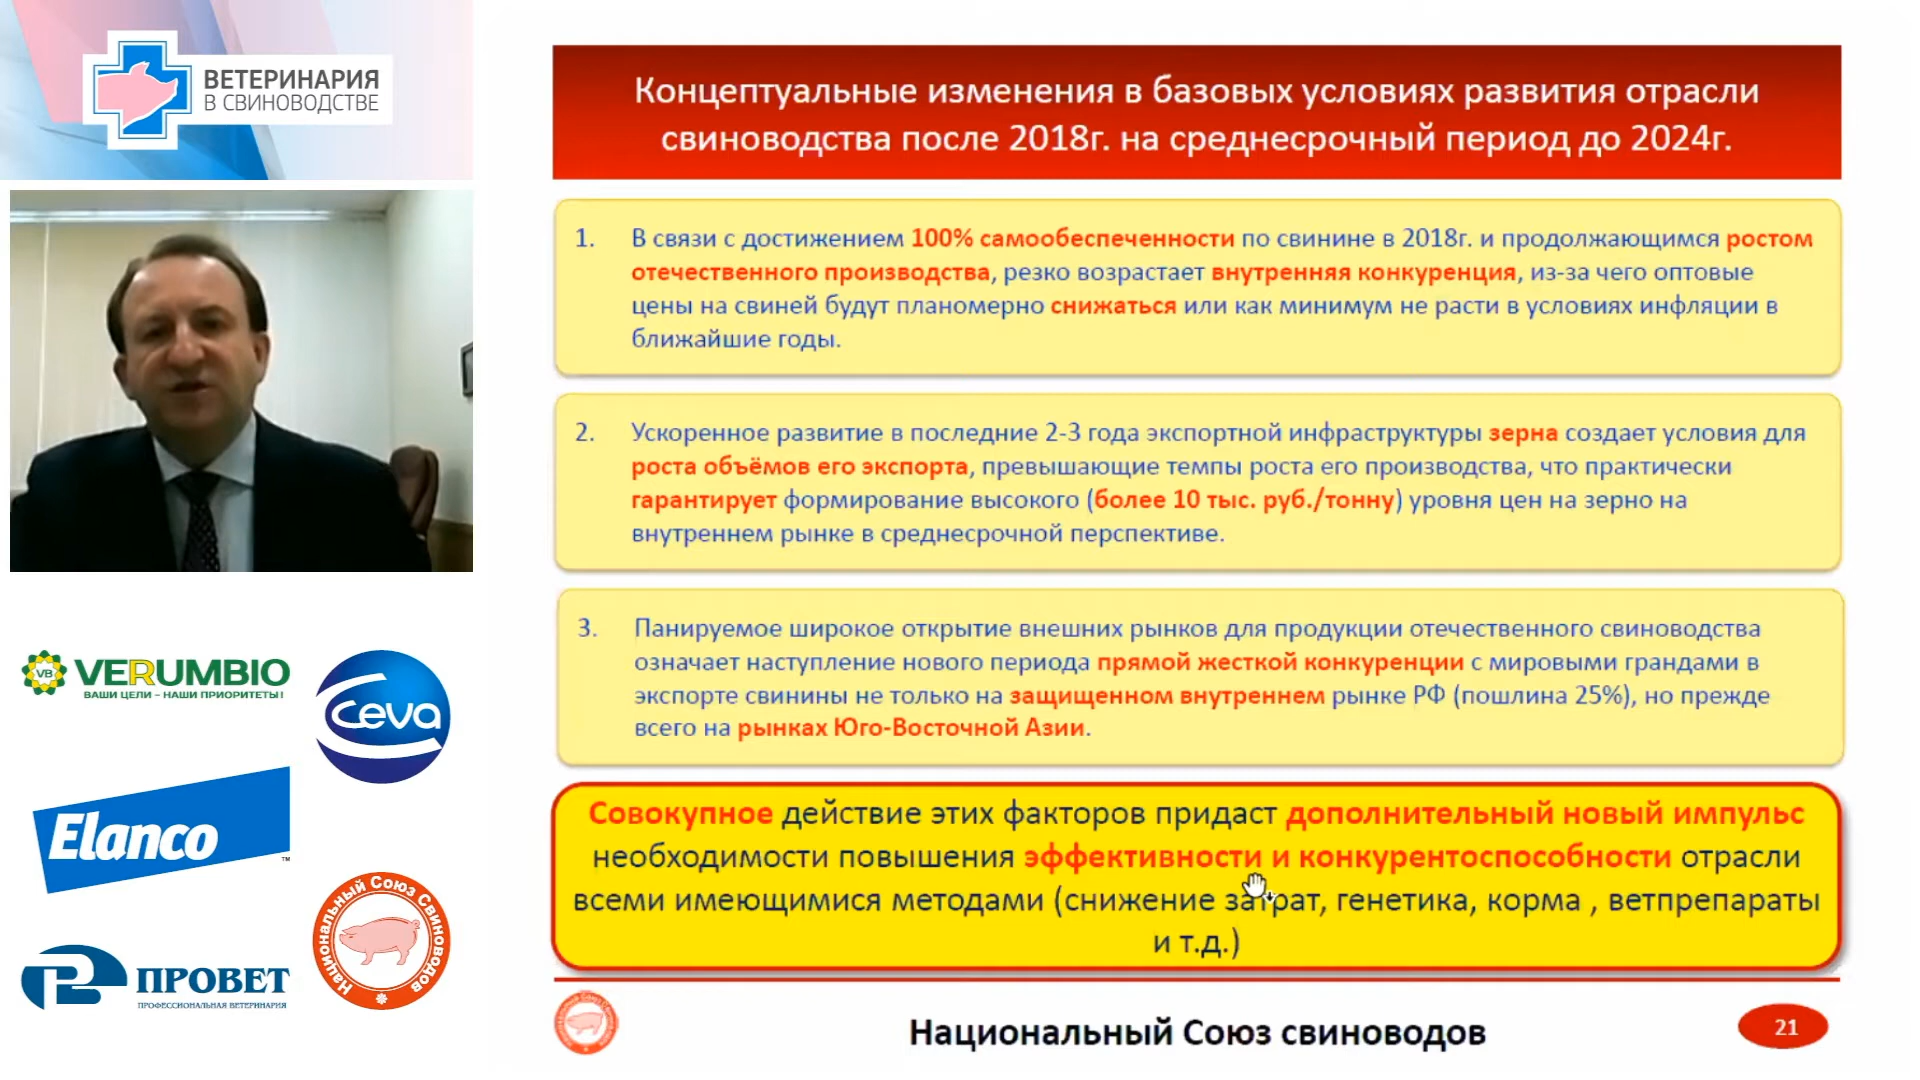 ВЕТЕРИНАРИЯ
В СВИНОВОДСТВЕ
VERUMBIO
VB
ВАШИ ЦЕЛИ – НАШИ ПРИОРИТЕТЫ!
Ceva
Elanco
™
Национальный Союз Свиноводов
ПРОВЕТ
ПРОФЕССИОНАЛЬНАЯ ВЕТЕРИНАРИЯ
Концептуальные изменения в базовых условиях развития отрасли
свиноводства после 2018г. на среднесрочный период до 2024г.
1. В связи с достижением 100% самообеспеченности по свинине в 2018г. и продолжающимся ростом
отечественного производства, резко возрастает внутренняя конкуренция, из-за чего оптовые
цены на свиней будут планомерно снижаться или как минимум не расти в условиях инфляции в
ближайшие годы.
2. Ускоренное развитие в последние 2-3 года экспортной инфраструктуры зерна создает условия для
роста объёмов его экспорта, превышающие темпы роста его производства, что практически
гарантирует формирование высокого (более 10 тыс. руб./тонну) уровня цен на зерно на
внутреннем рынке в среднесрочной перспективе.
3. Панируемое широкое открытие внешних рынков для продукции отечественного свиноводства
означает наступление нового периода прямой жесткой конкуренции с мировыми грандами в
экспорте свинины не только на защищенном внутреннем рынке РФ (пошлина 25%), но прежде
всего на рынках Юго-Восточной Азии.
Совокупное действие этих факторов придаст дополнительный новый импульс
необходимости повышения эффективности и конкурентоспособности отрасли
всеми имеющимися методами (снижение затрат, генетика, корма , ветпрепараты
и т.д.)
Национальный Союз свиноводов
21